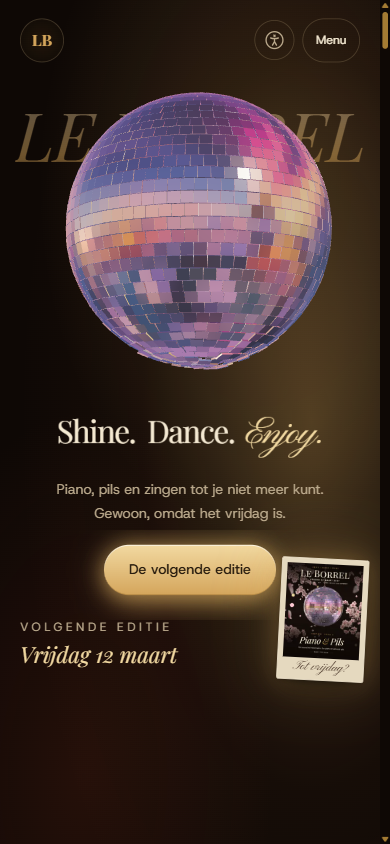 LB
Menu
LE BORREL
Shine. Dance. Enjoy.
Piano, pils en zingen tot je niet meer kunt.
Gewoon, omdat het vrijdag is.
De volgende editie
VOLGENDE EDITIE
Vrijdag 12 maart
LE BORREL
Piano & Pils
Tot vrijdag?